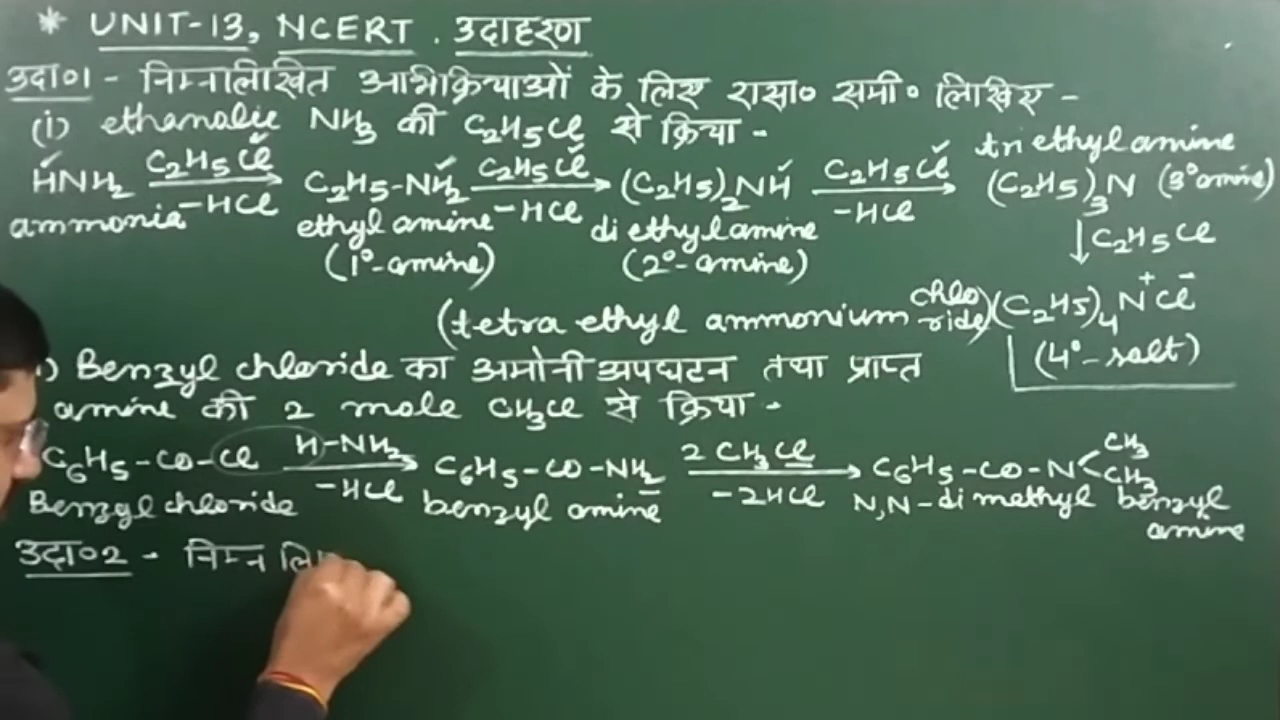 * UNIT-13, NCERT . उदाहरण
उदा०1 - निम्नलिखित अभिक्रियाओं के लिए रासा० समी० लिखिए -
(i) ethanolic NH3 की C2H5Cl से क्रिया -
HNH2 C2H5Cl -HCl C2H5-NH2 C2H5Cl -HCl (C2H5)2NH C2H5Cl -HCl (C2H5)3N (3°amine)
ammonia ethyl amine di ethylamine tri ethyl amine
(1°-amine) (2°-amine) ↓ C2H5Cl
(tetra ethyl ammonium chloride) (C2H5)4 N+ Cl-
(4°-salt)
i) Benzyl chloride का अमोनी अपघटन तथा प्राप्त
amine की 2 mole CH3Cl से क्रिया -
C6H5-CO-Cl H-NH2 -HCl C6H5-CO-NH2 2CH3Cl -2HCl C6H5-CO-N< CH3 CH3
Benzyl chloride benzyl amine N,N-di methyl benzyl amine
उदा०2 - निम्न लि